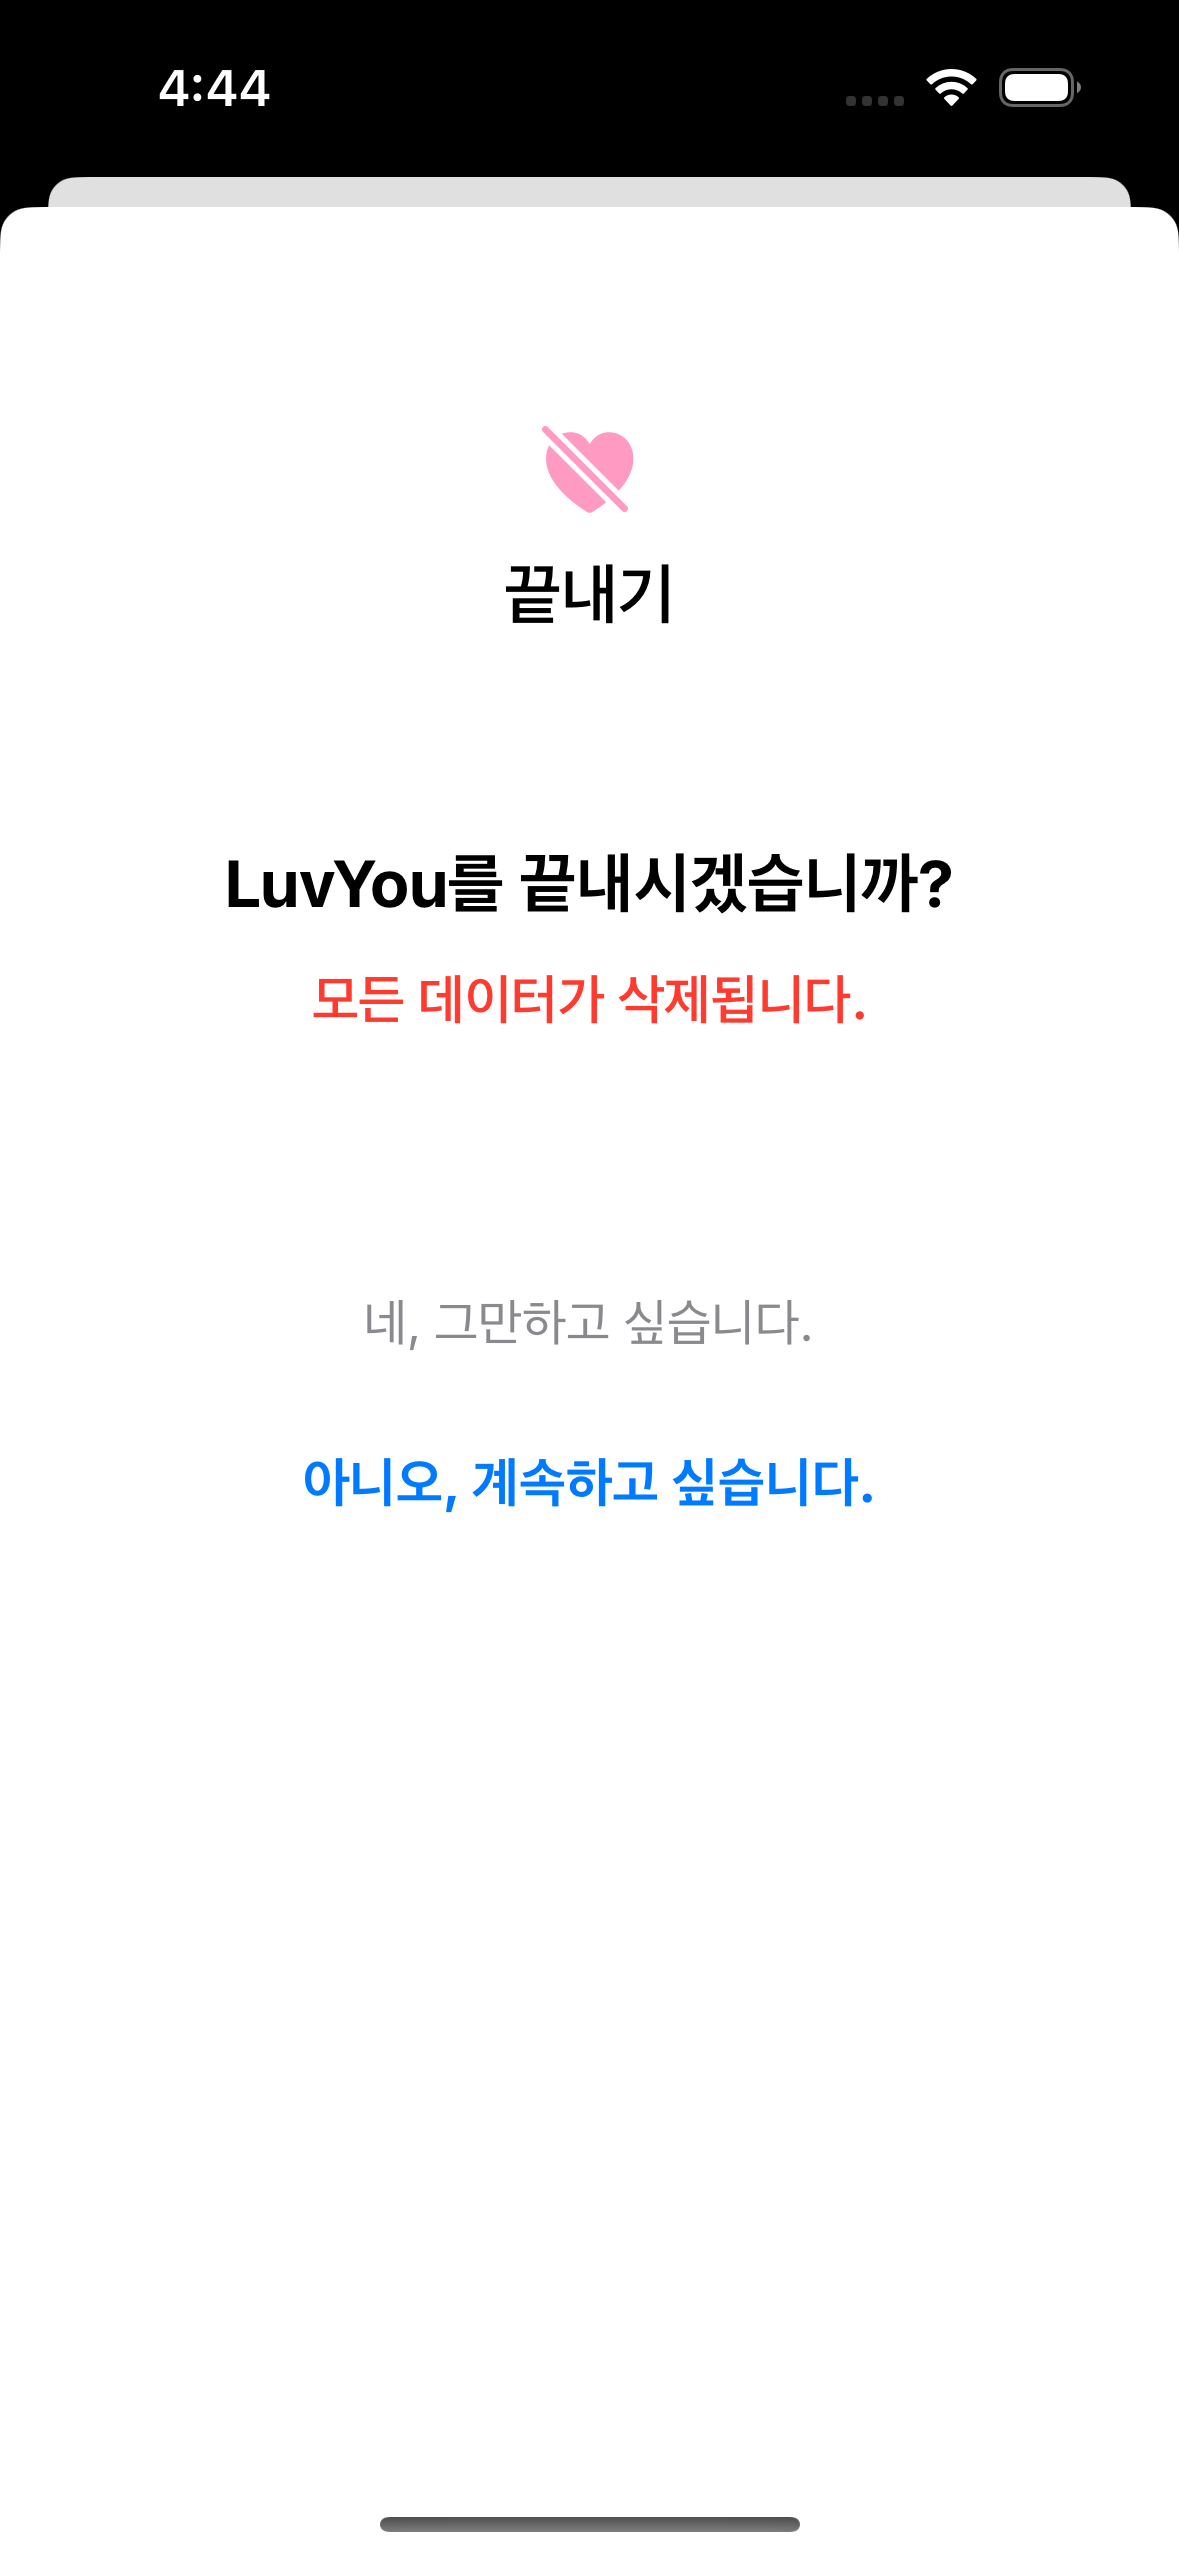 4:44
끝내기
LuvYou를 끝내시겠습니까?
모든 데이터가 삭제됩니다.
네, 그만하고 싶습니다.
아니오, 계속하고 싶습니다.